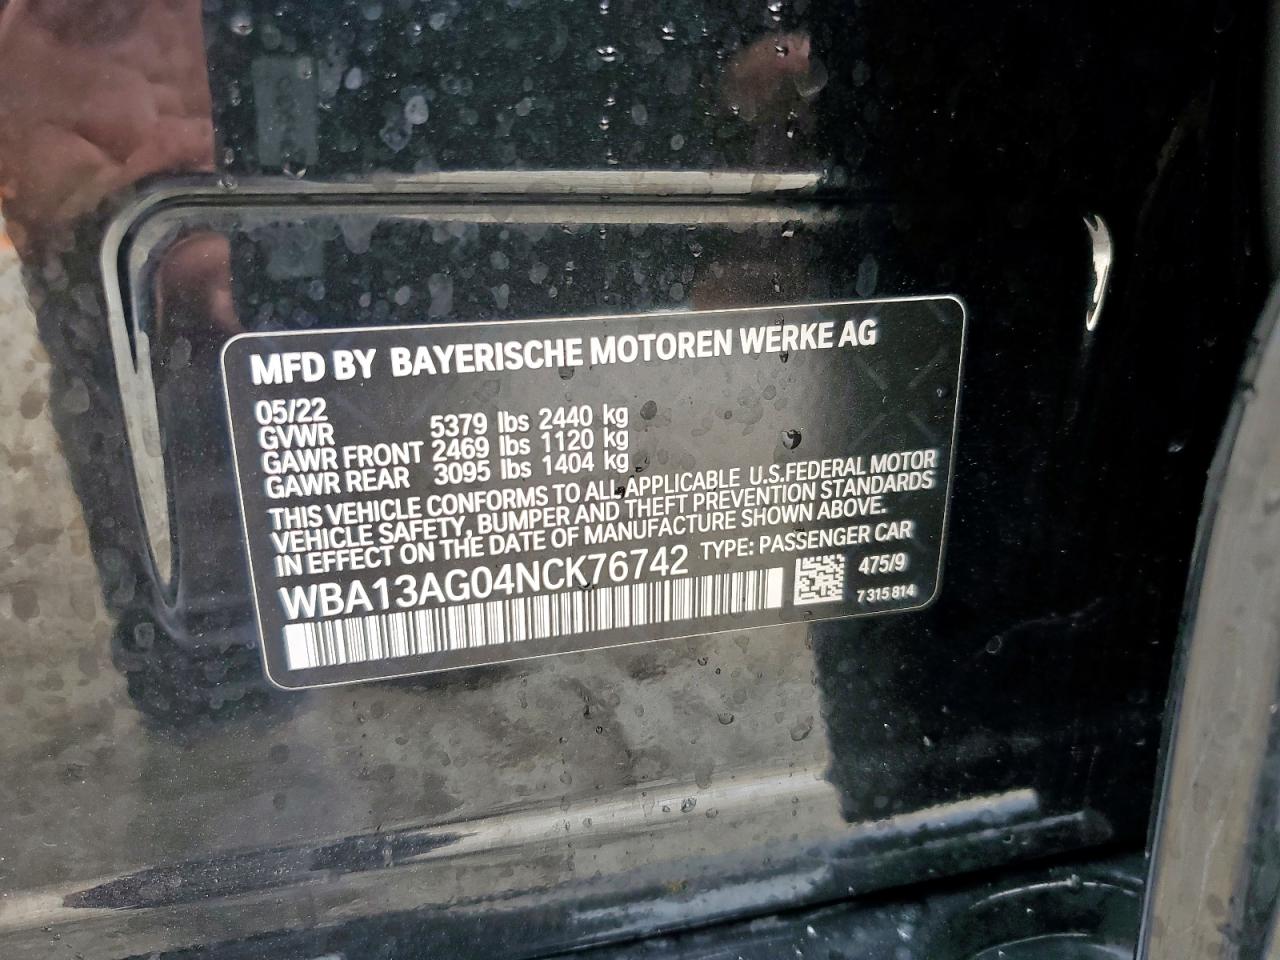 MFD BY BAYERISCHE MOTOREN WERKE AG
05/22
GVWR 5379 lbs 2440 kg
GAWR FRONT 2469 lbs 1120 kg
GAWR REAR 3095 lbs 1404 kg
THIS VEHICLE CONFORMS TO ALL APPLICABLE U.S.FEDERAL MOTOR
VEHICLE SAFETY, BUMPER AND THEFT PREVENTION STANDARDS
IN EFFECT ON THE DATE OF MANUFACTURE SHOWN ABOVE.
WBA13AG04NCK76742 TYPE: PASSENGER CAR
475/9
7 315 814